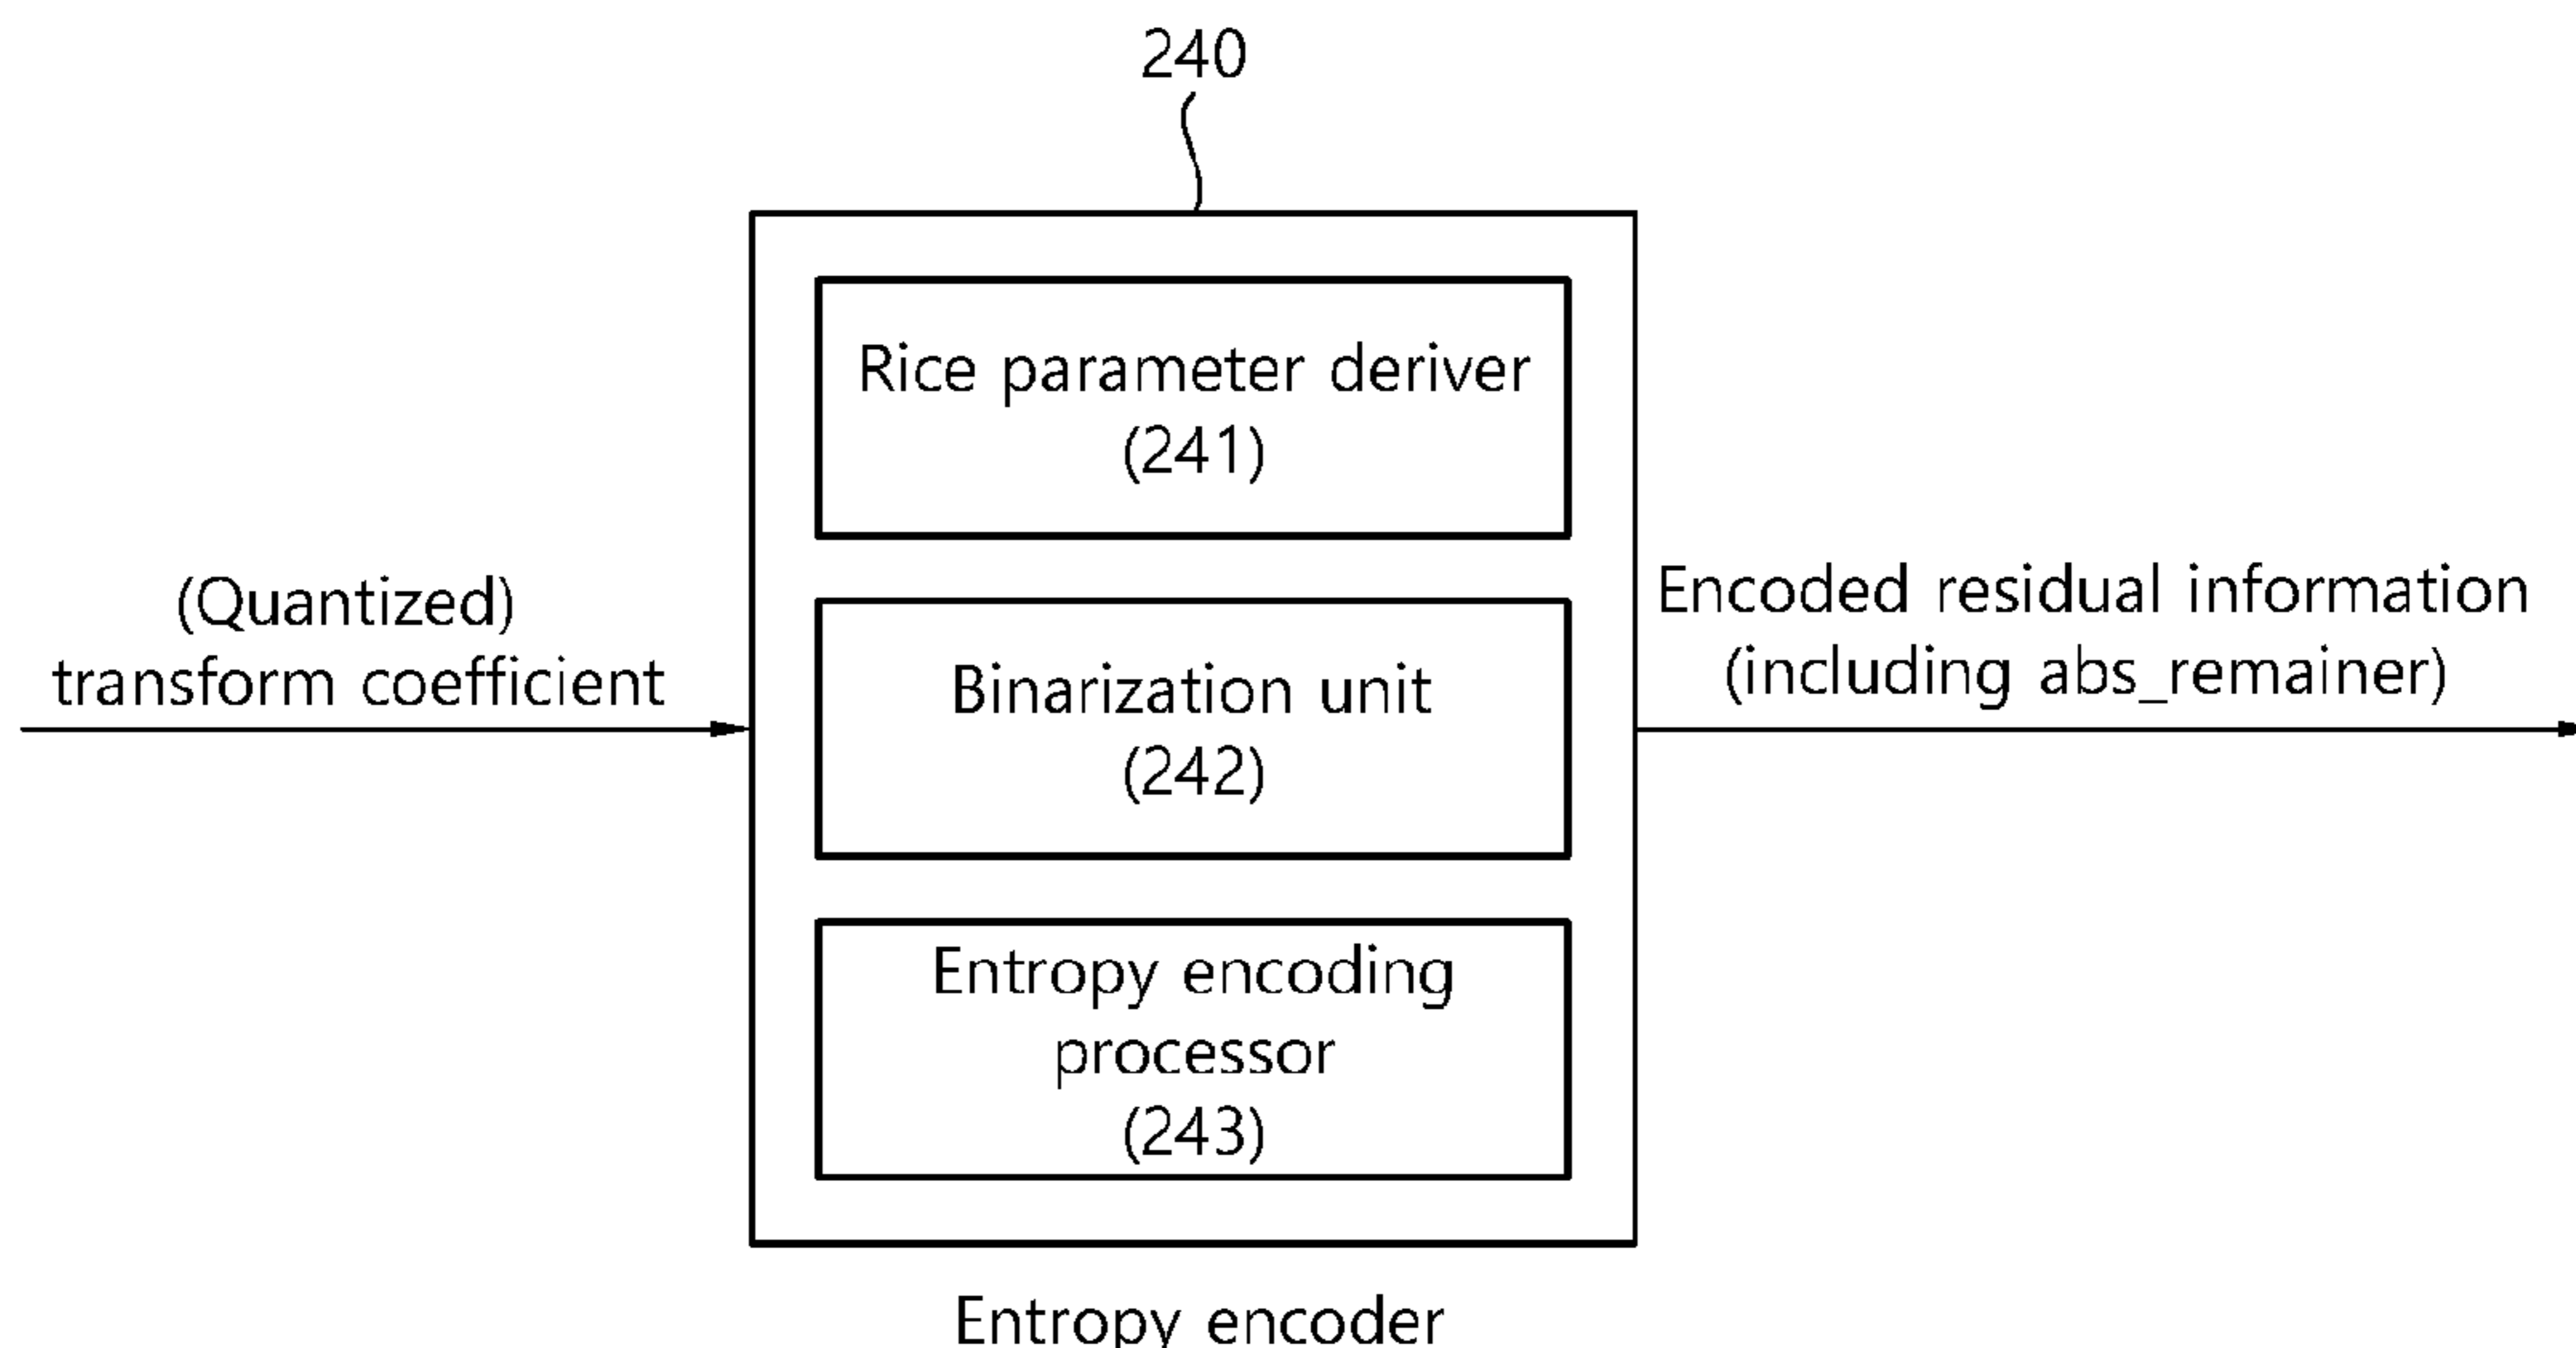 240
Rice parameter deriver
(241)
(Quantized)
transform coefficient
Binarization unit
(242)
Encoded residual information
(including abs_remainer)
Entropy encoding
processor
(243)
Entropy encoder